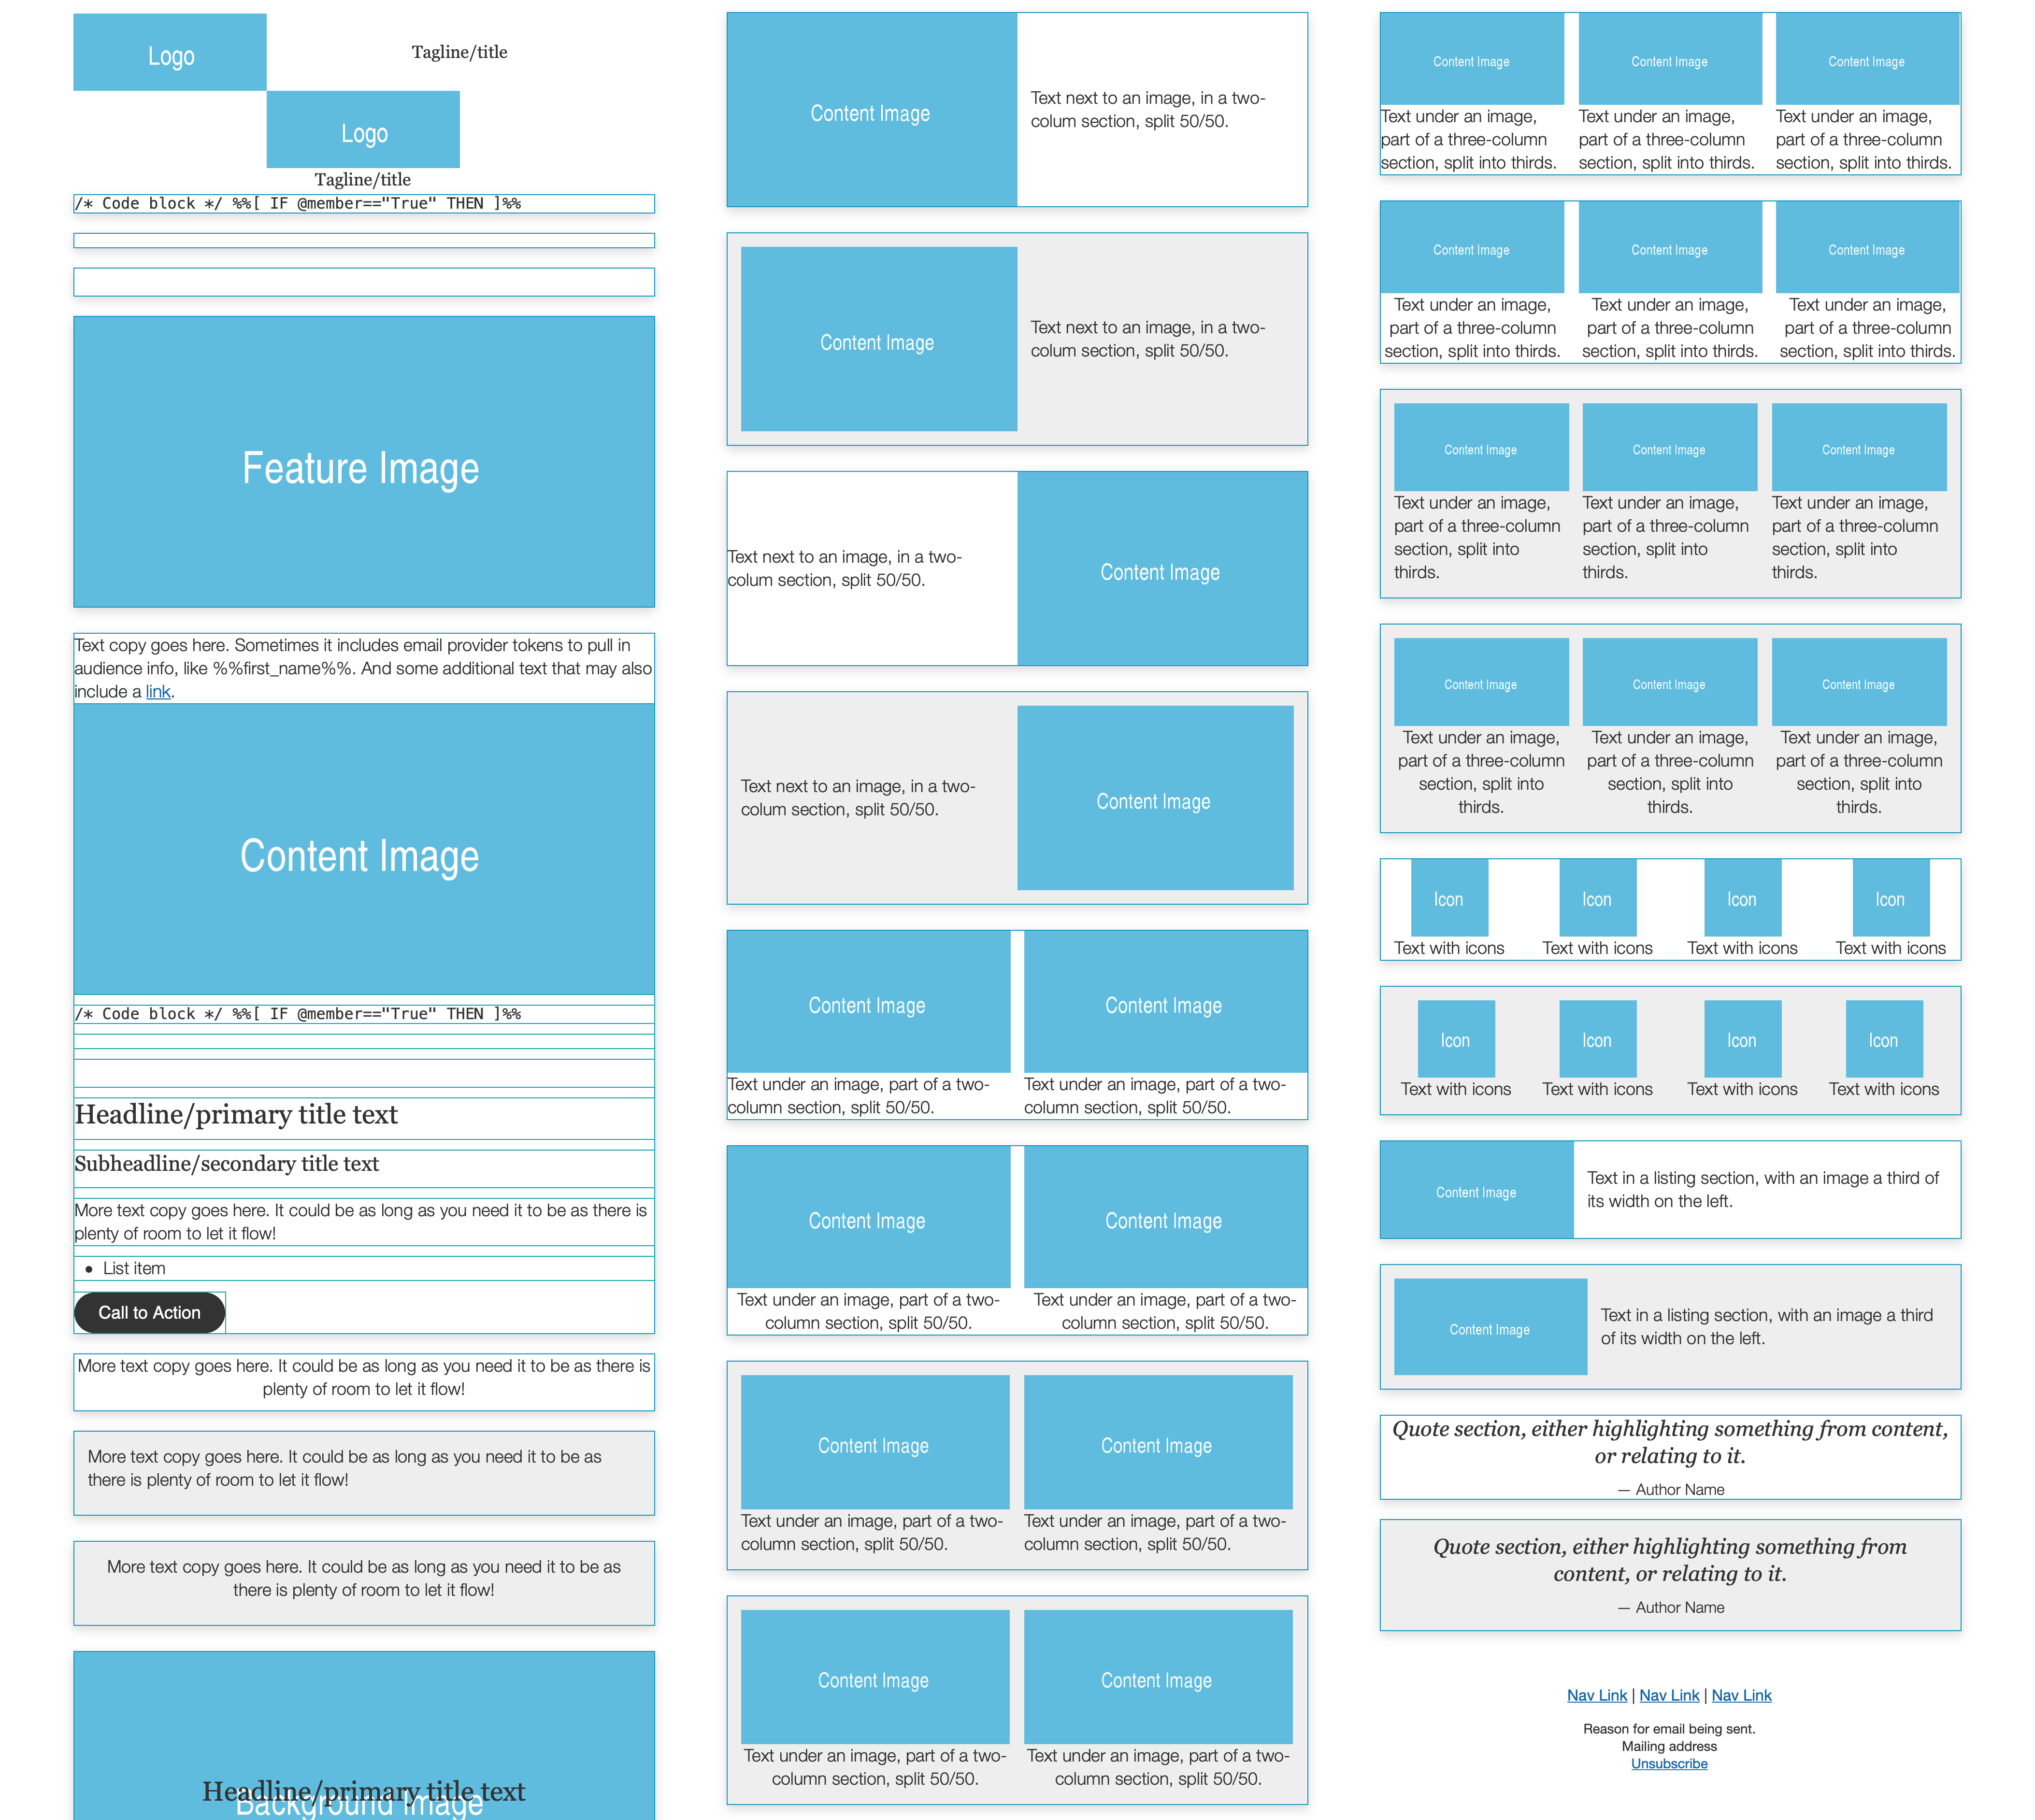 Logo
Tagline/title
Logo
Tagline/title
/* Code block */ %%[ IF @member=="True" THEN ]%%
Feature Image
Text copy goes here. Sometimes it includes email provider tokens to pull in
audience info, like %%first_name%%. And some additional text that may also
include a link.
Content Image
/* Code block */ %%[ IF @member=="True" THEN ]%%
Headline/primary title text
Subheadline/secondary title text
More text copy goes here. It could be as long as you need it to be as there is
plenty of room to let it flow!
• List item
Call to Action
More text copy goes here. It could be as long as you need it to be as there is
plenty of room to let it flow!
More text copy goes here. It could be as long as you need it to be as
there is plenty of room to let it flow!
More text copy goes here. It could be as long as you need it to be as
there is plenty of room to let it flow!
Headline/primary title text
Background Image
Content Image
Text next to an image, in a two-
colum section, split 50/50.
Content Image
Text next to an image, in a two-
colum section, split 50/50.
Text next to an image, in a two-
colum section, split 50/50.
Content Image
Text next to an image, in a two-
colum section, split 50/50.
Content Image
Content Image
Text under an image, part of a two-
column section, split 50/50.
Content Image
Text under an image, part of a two-
column section, split 50/50.
Content Image
Text under an image, part of a two-
column section, split 50/50.
Content Image
Text under an image, part of a two-
column section, split 50/50.
Content Image
Text under an image, part of a two-
column section, split 50/50.
Content Image
Text under an image, part of a two-
column section, split 50/50.
Content Image
Text under an image, part of a two-
column section, split 50/50.
Content Image
Text under an image, part of a two-
column section, split 50/50.
Content Image
Text under an image,
part of a three-column
section, split into thirds.
Content Image
Text under an image,
part of a three-column
section, split into thirds.
Content Image
Text under an image,
part of a three-column
section, split into thirds.
Content Image
Text under an image,
part of a three-column
section, split into thirds.
Content Image
Text under an image,
part of a three-column
section, split into thirds.
Content Image
Text under an image,
part of a three-column
section, split into thirds.
Content Image
Text under an image,
part of a three-column
section, split into
thirds.
Content Image
Text under an image,
part of a three-column
section, split into
thirds.
Content Image
Text under an image,
part of a three-column
section, split into
thirds.
Content Image
Text under an image,
part of a three-column
section, split into
thirds.
Content Image
Text under an image,
part of a three-column
section, split into
thirds.
Content Image
Text under an image,
part of a three-column
section, split into
thirds.
Icon
Text with icons
Icon
Text with icons
Icon
Text with icons
Icon
Text with icons
Icon
Text with icons
Icon
Text with icons
Icon
Text with icons
Icon
Text with icons
Content Image
Text in a listing section, with an image a third of
its width on the left.
Content Image
Text in a listing section, with an image a third
of its width on the left.
Quote section, either highlighting something from content,
or relating to it.
— Author Name
Quote section, either highlighting something from
content, or relating to it.
— Author Name
Nav Link | Nav Link | Nav Link
Reason for email being sent.
Mailing address
Unsubscribe